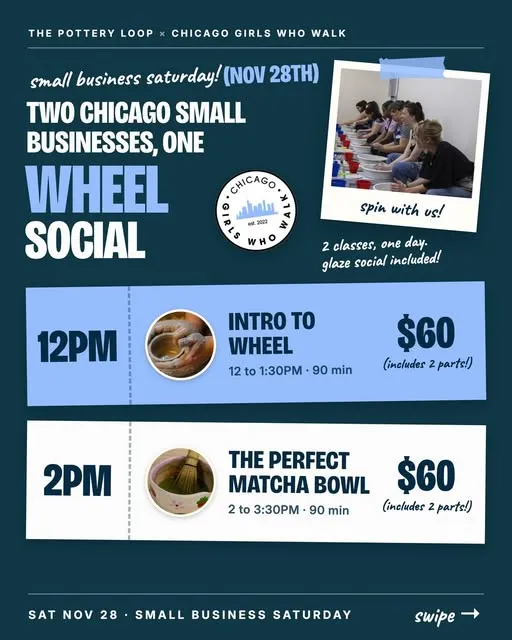 THE POTTERY LOOP × CHICAGO GIRLS WHO WALK
small business saturday! (NOV 28TH)
TWO CHICAGO SMALL
BUSINESSES, ONE
WHEEL
SOCIAL
CHICAGO
est. 2022
GIRLS WHO WALK
spin with us!
2 classes, one day.
glaze social included!
12PM
INTRO TO
WHEEL
12 to 1:30PM · 90 min
$60
(includes 2 parts!)
2PM
THE PERFECT
MATCHA BOWL
2 to 3:30PM · 90 min
$60
(includes 2 parts!)
SAT NOV 28 · SMALL BUSINESS SATURDAY
swipe →